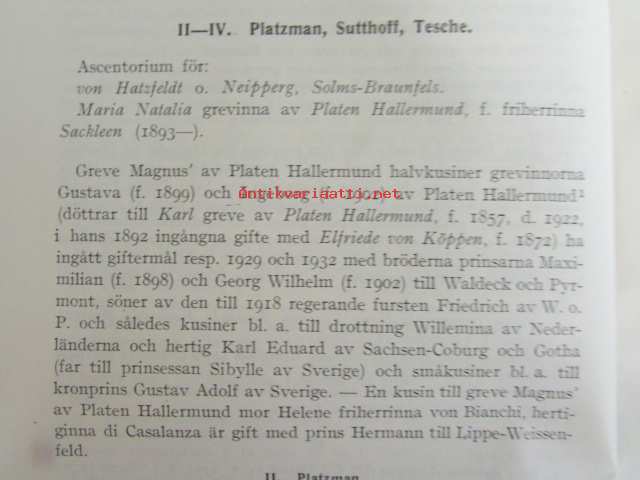 II—IV. Platzman, Sutthoff, Tesche.
Ascentorium för:
von Hatzfeldt o. Neipperg, Solms-Braunfels.
Maria Natalia grevinna av Platen Hallermund, f. friherrinna
Sackleen (1893—).
Greve Magnus' av Platen Hallermund halvkusiner grevinnorna
Gustava (f. 1899) och (f. 1902) av Platen Hallermund¹
antikvariaatti.net
(döttrar till Karl greve av Platen Hallermund, f. 1857, d. 1922,
i hans 1892 ingångna gifte med Elfriede von Köppen, f. 1872) ha
ingått giftermål resp. 1929 och 1932 med bröderna prinsarna Maxi-
milian (f. 1898) och Georg Wilhelm (f. 1902) till Waldeck och Pyr-
mont, söner av den till 1918 regerande fursten Friedrich av W. o.
P. och således kusiner bl. a. till drottning Willemina av Neder-
länderna och hertig Karl Eduard av Sachsen-Coburg och Gotha
(far till prinsessan Sibylle av Sverige) och småkusiner bl. a. till
kronprins Gustav Adolf av Sverige. — En kusin till greve Magnus'
av Platen Hallermund mor Helene friherrinna von Bianchi, herti-
ginna di Casalanza är gift med prins Hermann till Lippe-Weissen-
feld.
II. Platzman